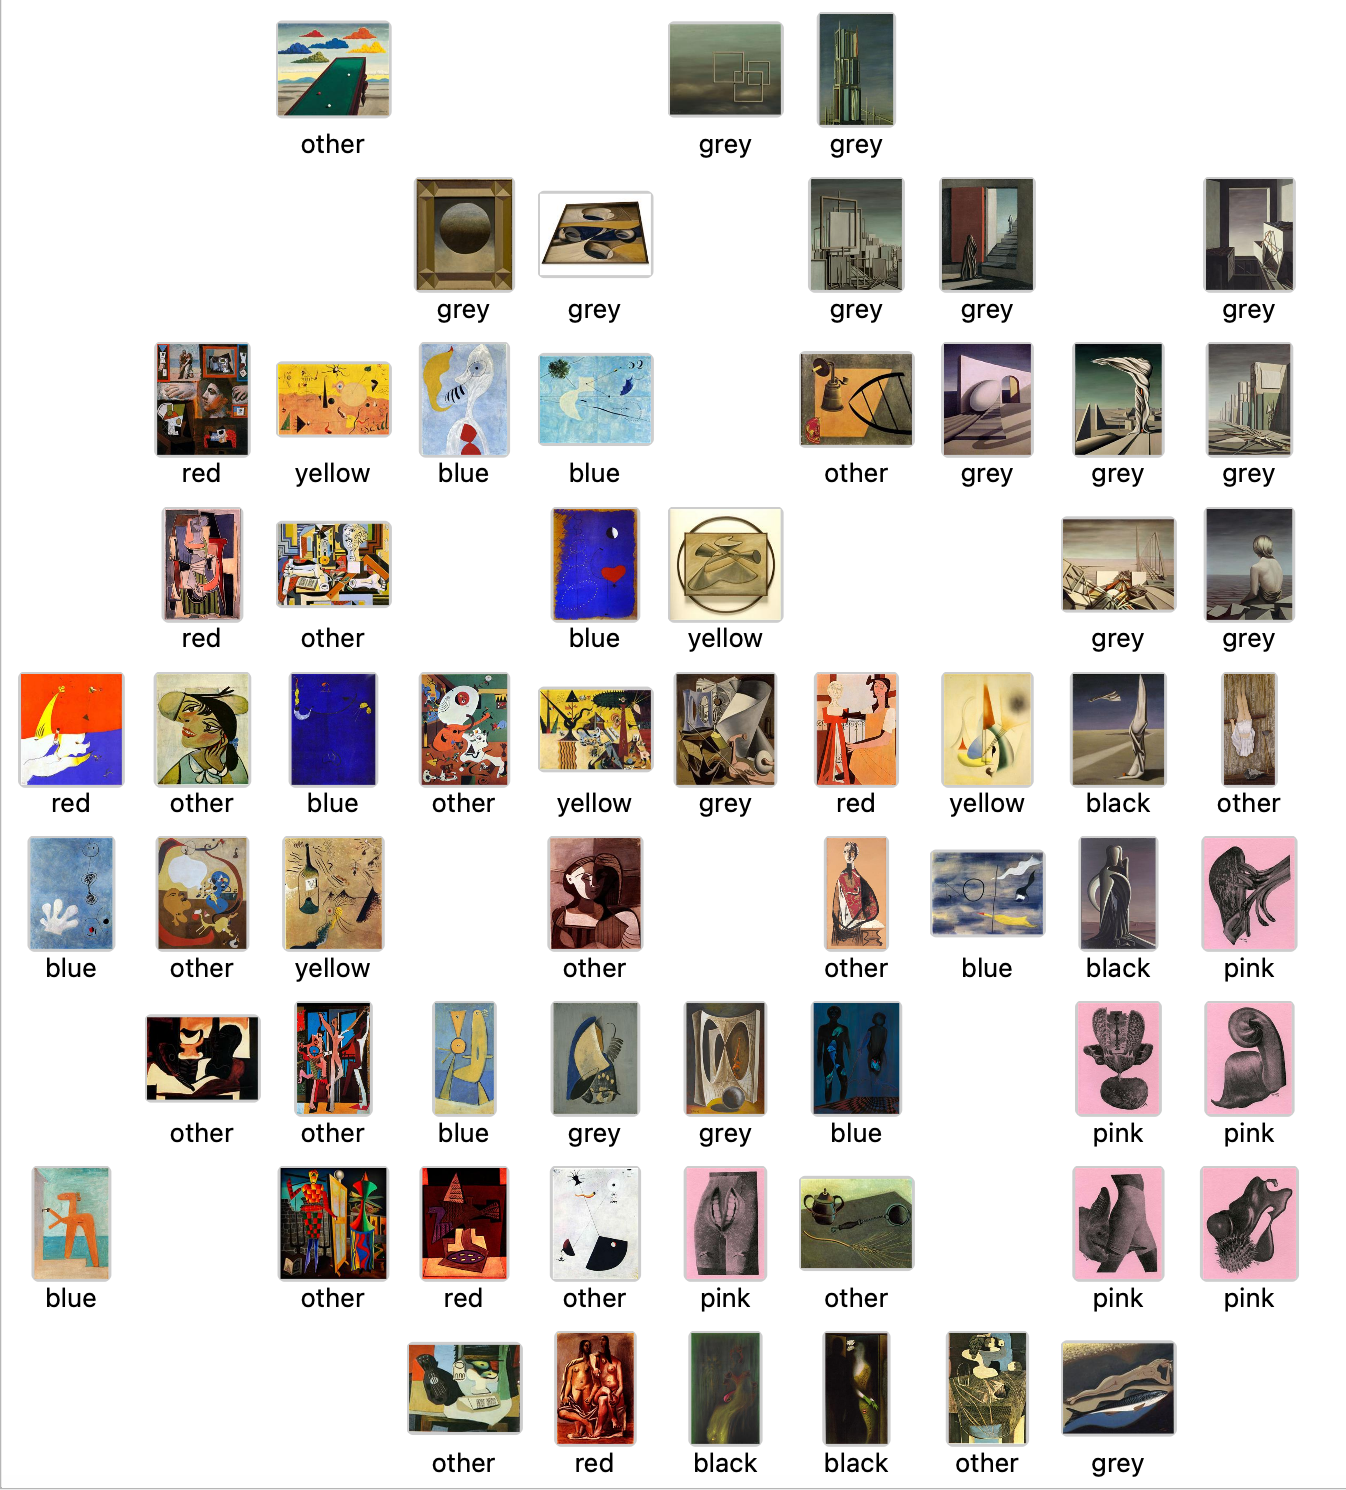 other grey grey
grey grey grey grey grey
red yellow blue blue other grey grey grey
red other blue yellow grey grey
red other blue other yellow grey red yellow black other
blue other yellow other other blue black pink
other other blue grey grey blue pink pink
blue other red other pink other pink pink
other red black black other grey